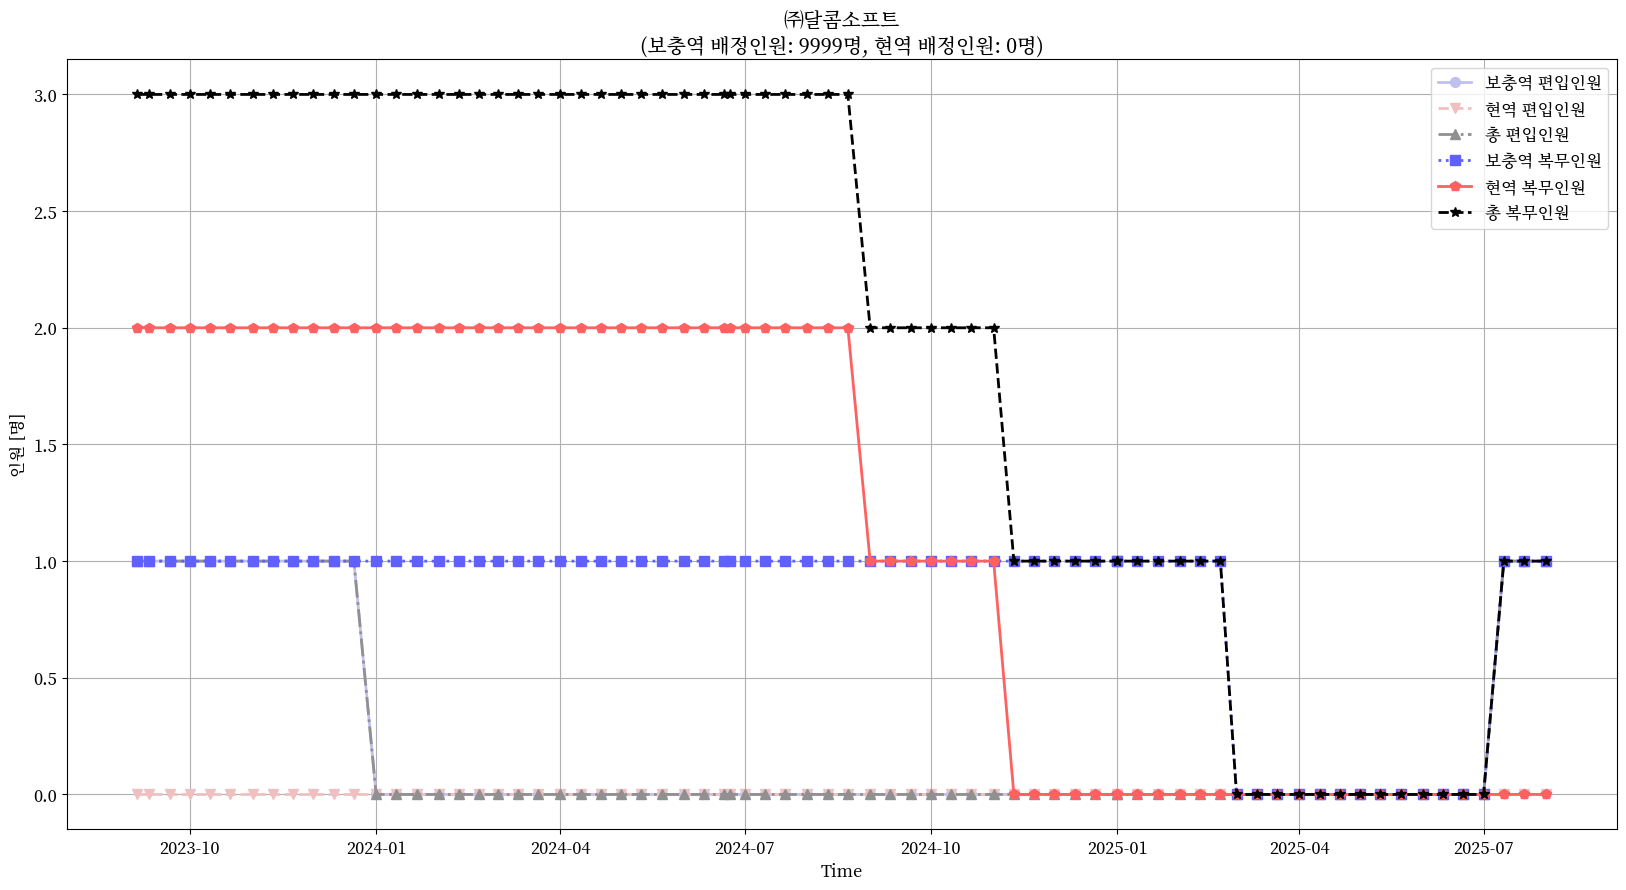 ㈜달콤소프트
(보충역 배정인원: 9999명, 현역 배정인원: 0명)
보충역 편입인원
현역 편입인원
총 편입인원
보충역 복무인원
현역 복무인원
총 복무인원
인원 [명]
3.0
2.5
2.0
1.5
1.0
0.5
0.0
2023-10
2024-01
2024-04
2024-07
2024-10
2025-01
2025-04
2025-07
Time